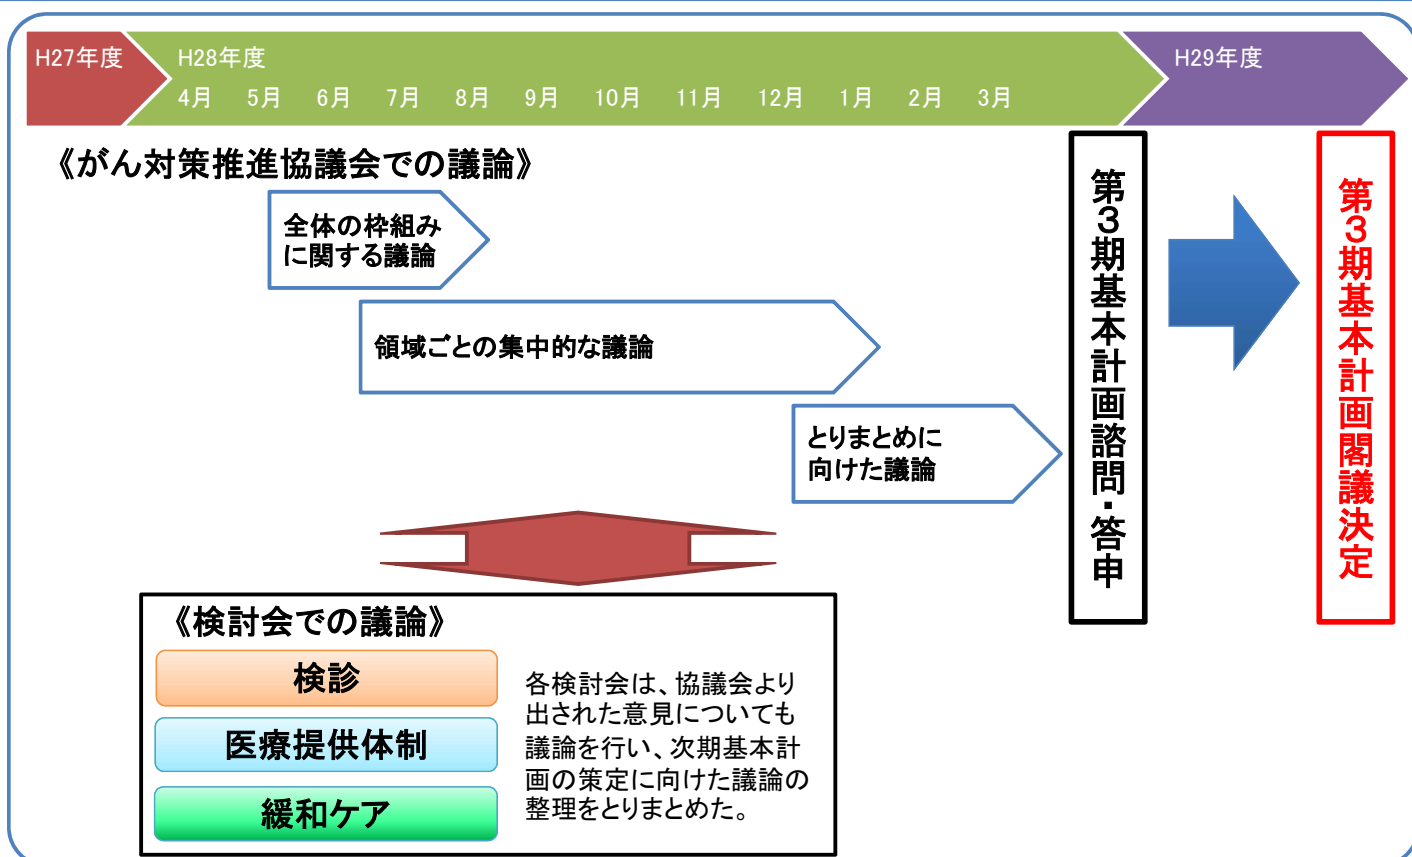 H27年度
H28年度
H29年度
4月 5月 6月 7月 8月 9月 10月 11月 12月 1月 2月 3月
《がん対策推進協議会での議論》
全体の枠組み
に関する議論
領域ごとの集中的な議論
とりまとめに
向けた議論
第3期基本計画諮問・答申
第3期基本計画閣議決定
《検討会での議論》
検診
医療提供体制
緩和ケア
各検討会は、協議会より
出された意見についても
議論を行い、次期基本計
画の策定に向けた議論の
整理をとりまとめた。